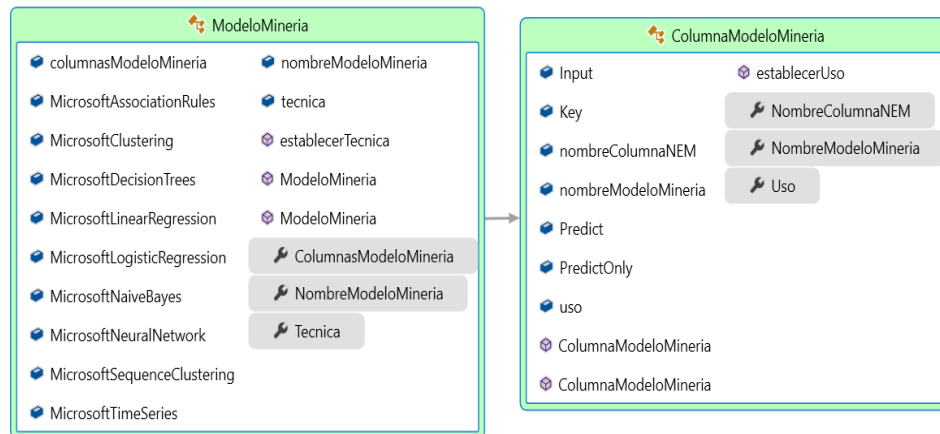 ModeloMineria
columnasModeloMineria
MicrosoftAssociationRules
MicrosoftClustering
MicrosoftDecisionTrees
MicrosoftLinearRegression
MicrosoftLogisticRegression
MicrosoftNaiveBayes
MicrosoftNeuralNetwork
MicrosoftSequenceClustering
MicrosoftTimeSeries
nombreModeloMineria
tecnica
establecerTecnica
ModeloMineria
ModeloMineria
ColumnasModeloMineria
NombreModeloMineria
Tecnica
ColumnaModeloMineria
Input
Key
nombreColumnaNEM
nombreModeloMineria
Predict
PredictOnly
uso
ColumnaModeloMineria
ColumnaModeloMineria
establecerUso
NombreColumnaNEM
NombreModeloMineria
Uso